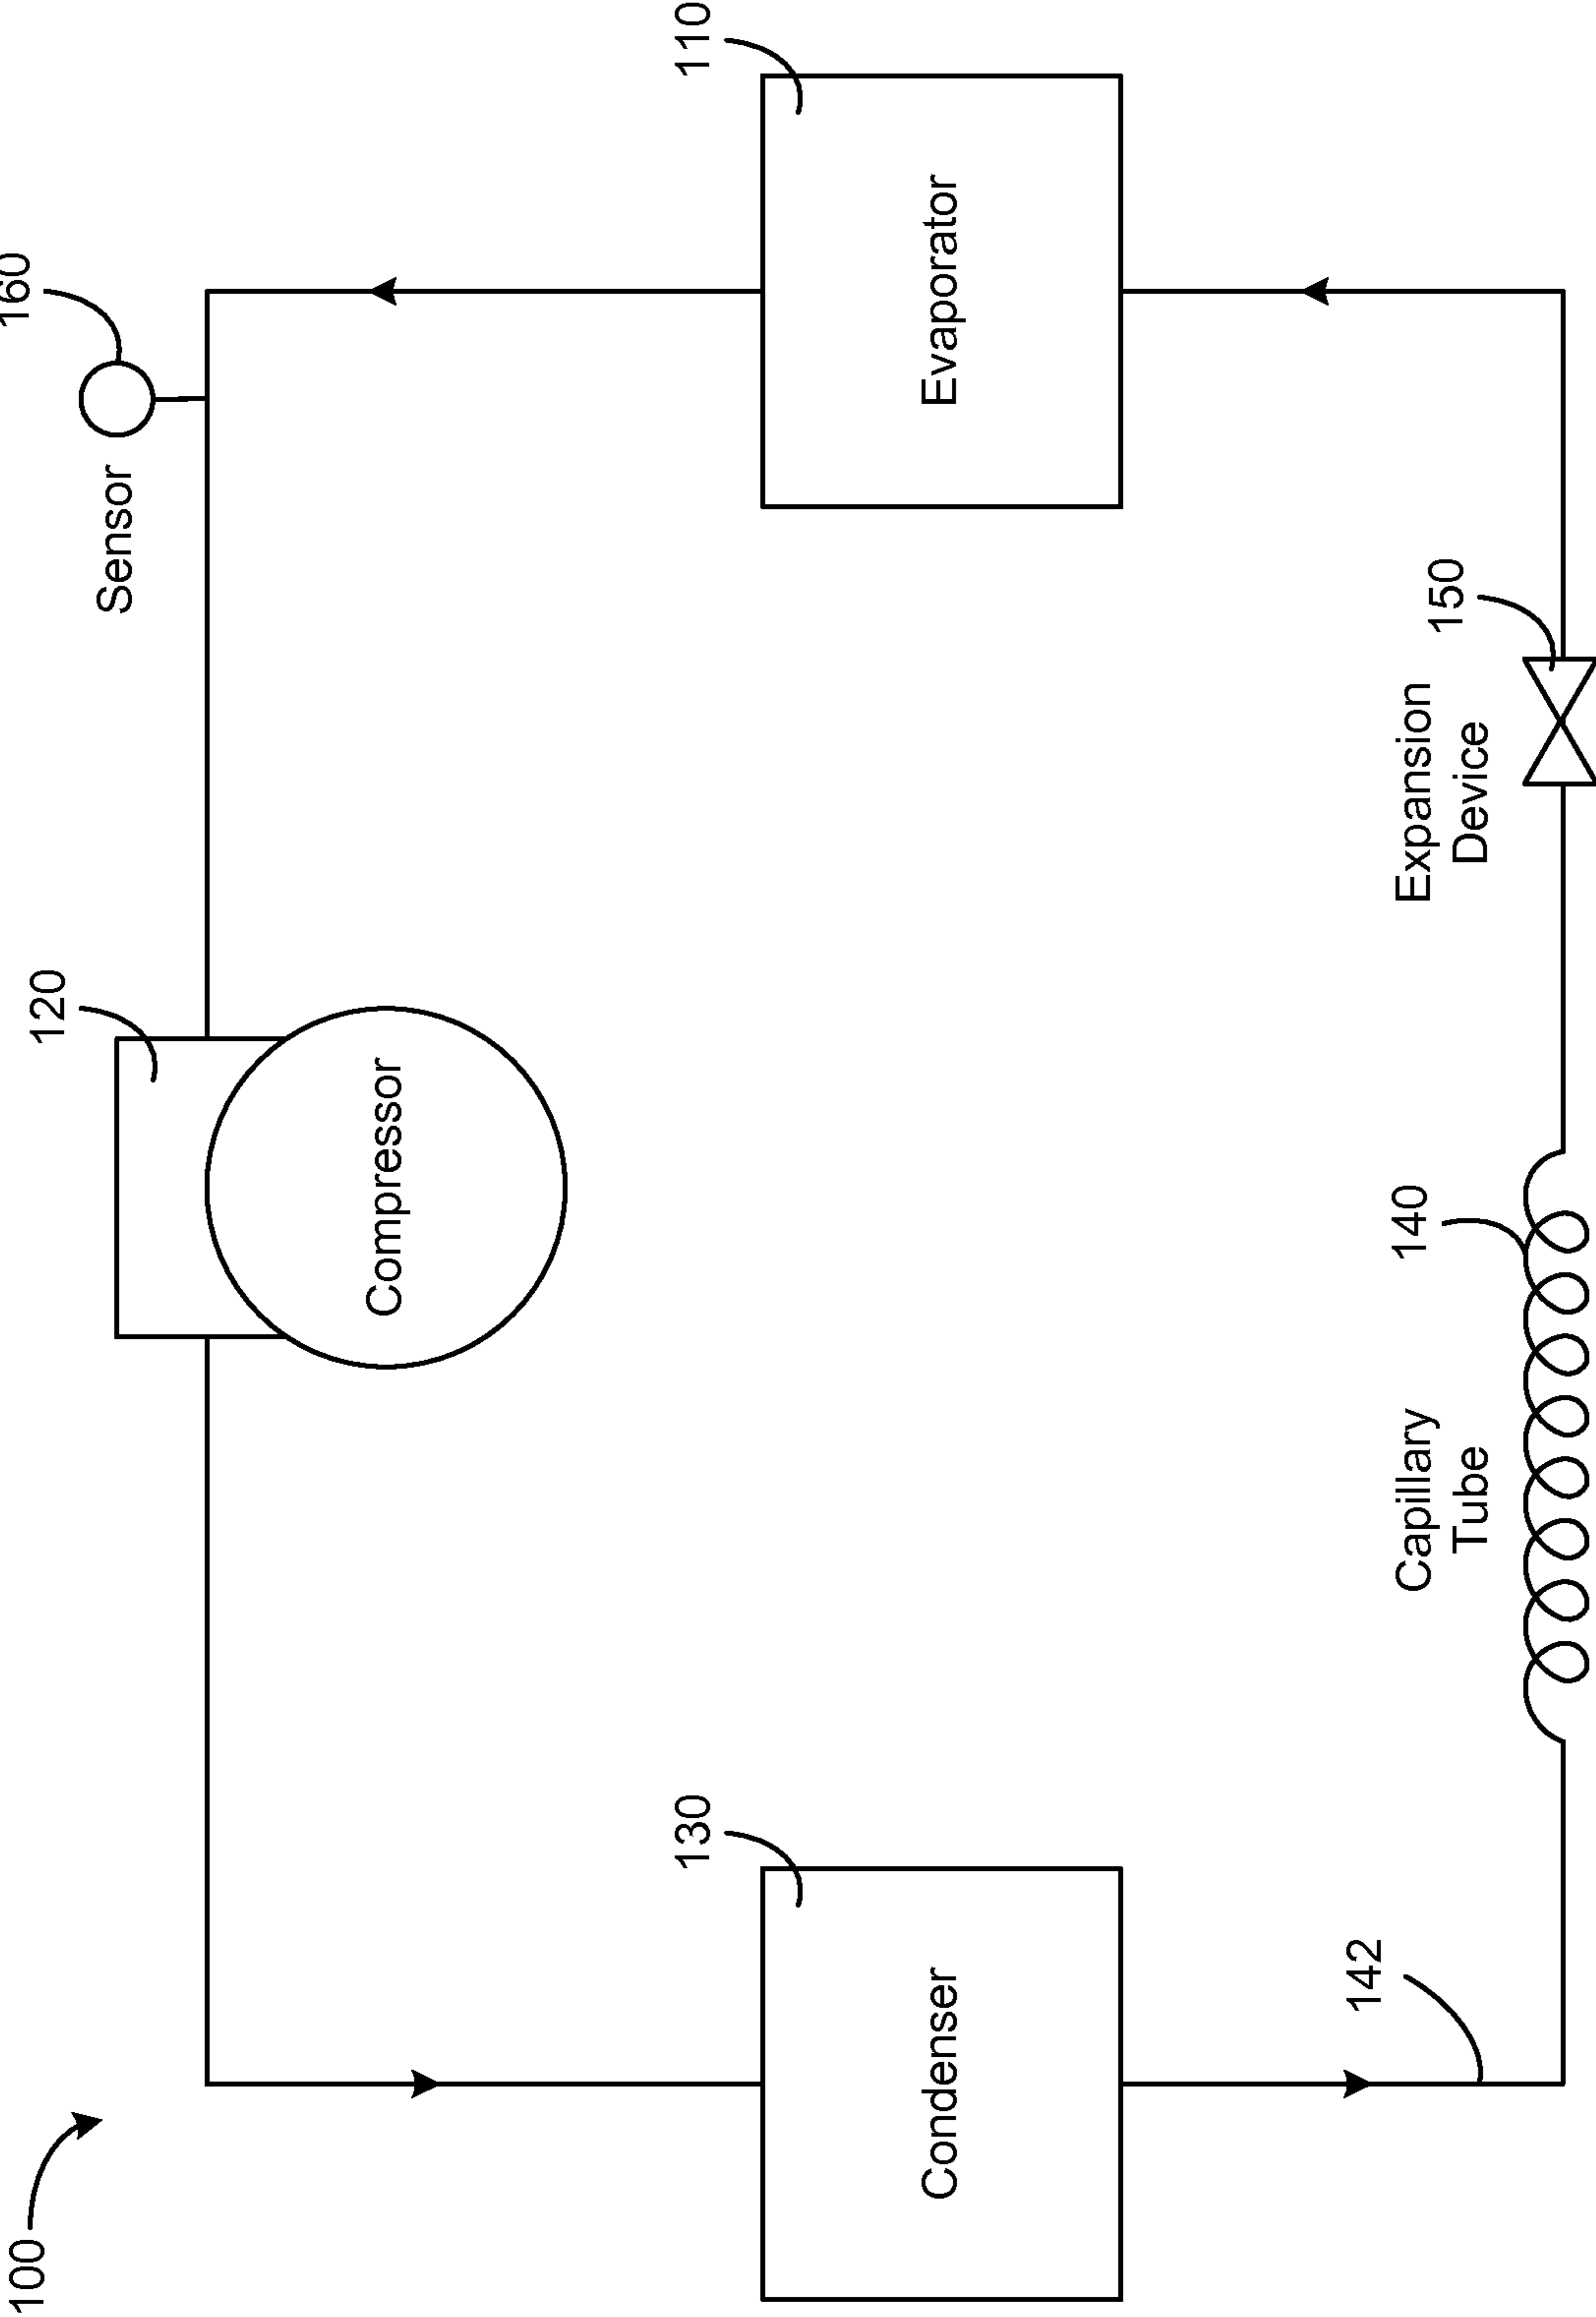 100
120
160
Sensor
Compressor
130
110
Condenser
Evaporator
142
Capillary
Tube
140
Expansion
Device
150